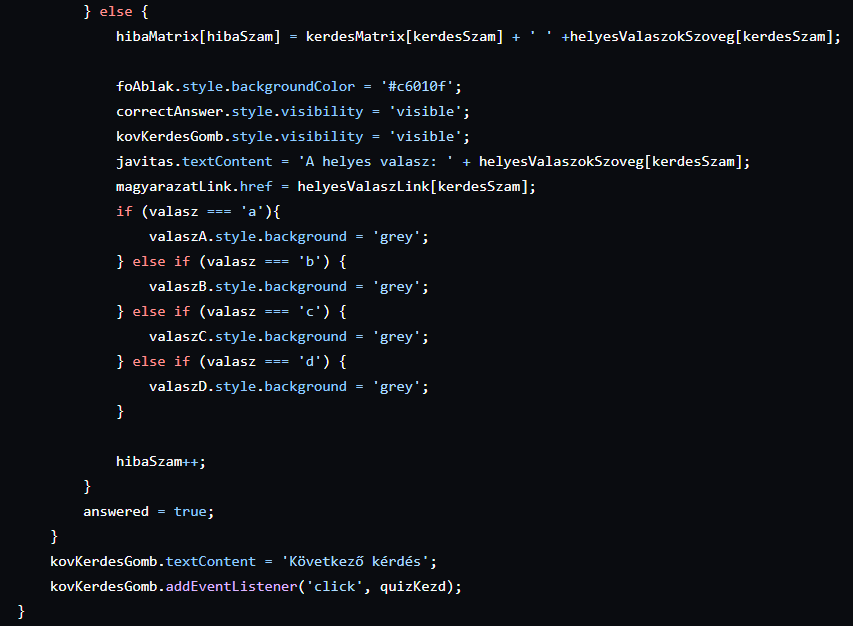 } else {
hibaMatrix[hibaSzam] = kerdesMatrix[kerdesSzam] + ' ' +helyesValaszokSzoveg[kerdesSzam];
foAblak.style.backgroundColor = '#c6010f';
correctAnswer.style.visibility = 'visible';
kovKerdesGomb.style.visibility = 'visible';
javitas.textContent = 'A helyes valasz: ' + helyesValaszokSzoveg[kerdesSzam];
magyarazatLink.href = helyesValaszLink[kerdesSzam];
if (valasz === 'a'){
valaszA.style.background = 'grey';
} else if (valasz === 'b') {
valaszB.style.background = 'grey';
} else if (valasz === 'c') {
valaszC.style.background = 'grey';
} else if (valasz === 'd') {
valaszD.style.background = 'grey';
}
hibaSzam++;
}
answered = true;
}
kovKerdesGomb.textContent = 'Következő kérdés';
kovKerdesGomb.addEventListener('click', quizKezd);
}